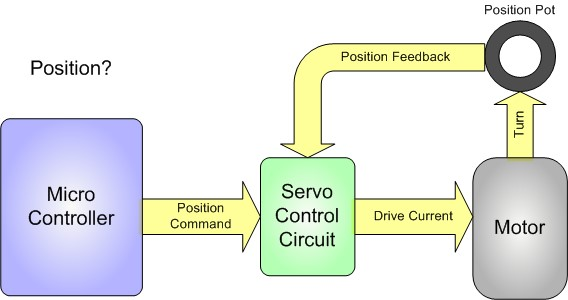 Position Pot
Position Feedback
Position?
Turn
Micro
Controller
Position
Command
Servo
Control
Circuit
Drive Current
Motor